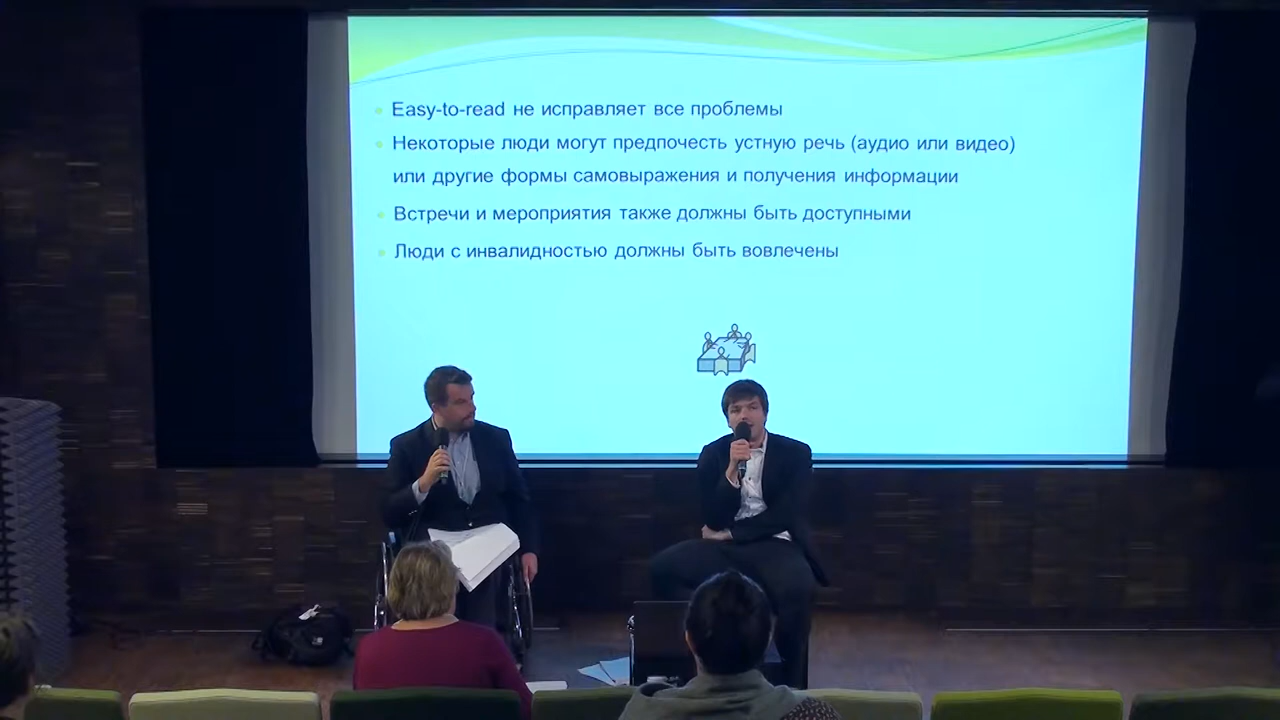 Easy-to-read не исправляет все проблемы
Некоторые люди могут предпочесть устную речь (аудио или видео)
или другие формы самовыражения и получения информации
Встречи и мероприятия также должны быть доступными
Люди с инвалидностью должны быть вовлечены